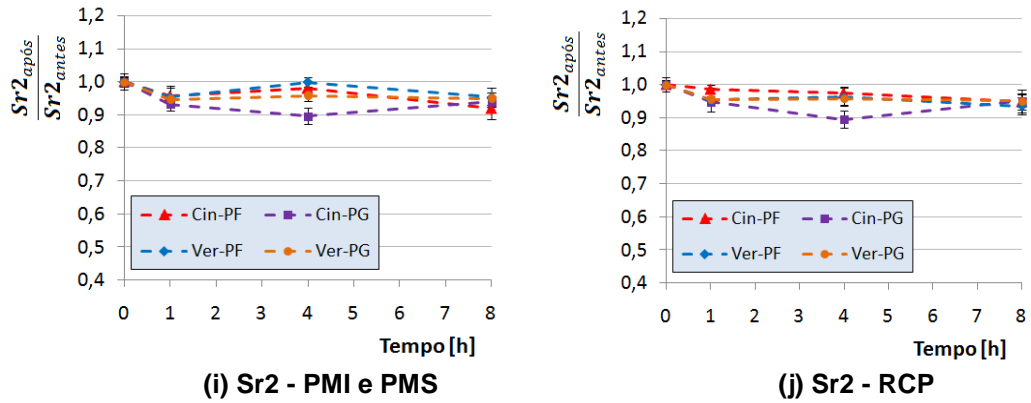 Sr2após
Sr2antes
1,2
1,1
1,0
0,9
0,8
0,7
0,6
0,5
0,4
Cin-PF
Cin-PG
Ver-PF
Ver-PG
0 1 2 3 4 5 6 7 8
Tempo [h]
(i) Sr2 - PMI e PMS
Sr2após
Sr2antes
1,2
1,1
1,0
0,9
0,8
0,7
0,6
0,5
0,4
Cin-PF
Cin-PG
Ver-PF
Ver-PG
0 1 2 3 4 5 6 7 8
Tempo [h]
(j) Sr2 - RCP